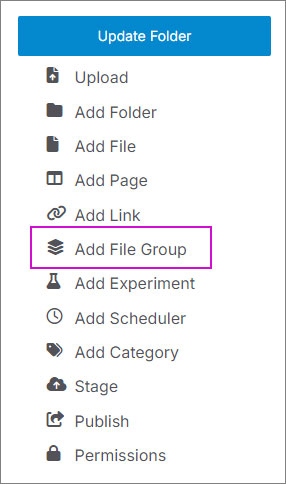 Update Folder
Upload
Add Folder
Add File
Add Page
Add Link
Add File Group
Add Experiment
Add Scheduler
Add Category
Stage
Publish
Permissions